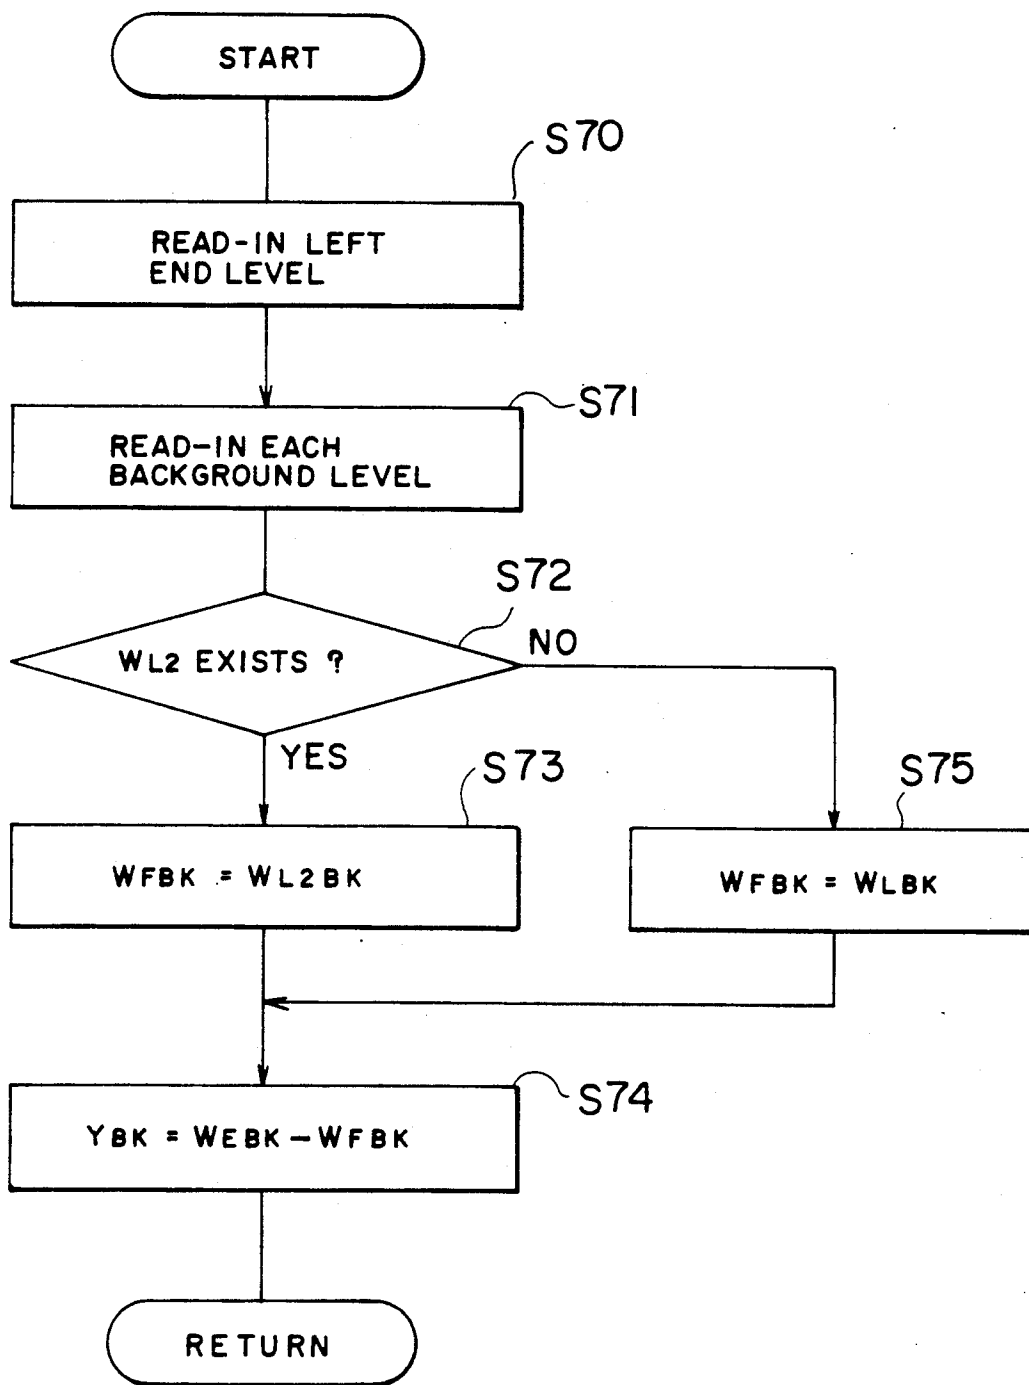 START
S70
READ-IN LEFT
END LEVEL
S71
READ-IN EACH
BACKGROUND LEVEL
S72
WL2 EXISTS ?
NO
YES
S73
S75
WFBK = WL2BK
WFBK = WLBK
S74
YBK = WEBK-WFBK
RETURN